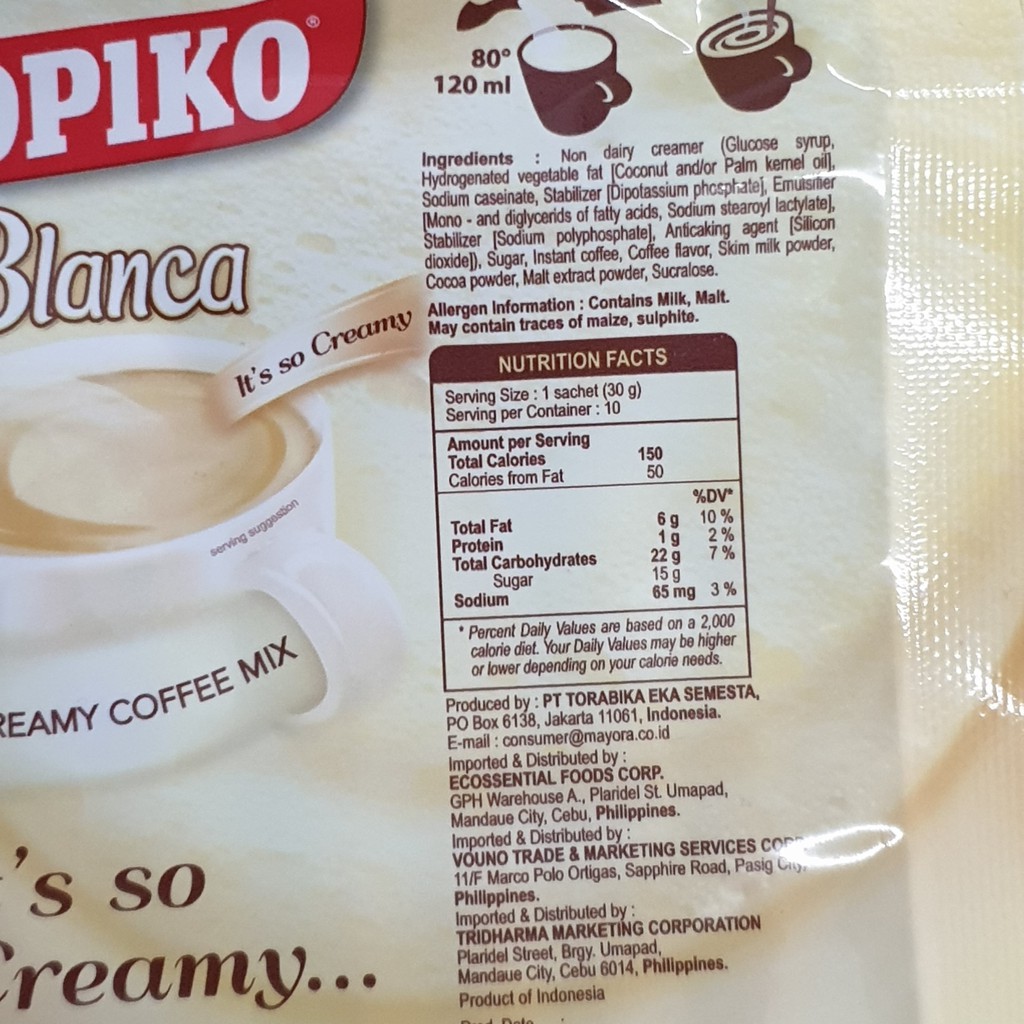 OPIKO®
Blanca
It's so Creamy
serving suggestion
REAMY COFFEE MIX
's so
Creamy...
80°
120 ml
Ingredients : Non dairy creamer (Glucose syrup,
Hydrogenated vegetable fat [Coconut and/or Palm kernel oil],
Sodium caseinate, Stabilizer [Dipotassium phosphate], Emulsifier
[Mono - and diglycerids of fatty acids, Sodium stearoyl lactylate],
Stabilizer [Sodium polyphosphate], Anticaking agent [Silicon
dioxide]), Sugar, Instant coffee, Coffee flavor, Skim milk powder,
Cocoa powder, Malt extract powder, Sucralose.
Allergen Information : Contains Milk, Malt.
May contain traces of maize, sulphite.
NUTRITION FACTS
Serving Size : 1 sachet (30 g)
Serving per Container : 10
Amount per Serving
Total Calories 150
Calories from Fat 50
%DV*
Total Fat 6 g 10 %
Protein 1 g 2 %
Total Carbohydrates 22 g 7 %
Sugar 15 g
Sodium 65 mg 3 %
* Percent Daily Values are based on a 2,000
calorie diet. Your Daily Values may be higher
or lower depending on your calorie needs.
Produced by : PT TORABIKA EKA SEMESTA,
PO Box 6138, Jakarta 11061, Indonesia.
E-mail : consumer@mayora.co.id
Imported & Distributed by :
ECOSSENTIAL FOODS CORP.
GPH Warehouse A., Plaridel St. Umapad,
Mandaue City, Cebu, Philippines.
Imported & Distributed by :
VOUNO TRADE & MARKETING SERVICES CORP
11/F Marco Polo Ortigas, Sapphire Road, Pasig City,
Philippines.
Imported & Distributed by :
TRIDHARMA MARKETING CORPORATION
Plaridel Street, Brgy. Umapad,
Mandaue City, Cebu 6014, Philippines.
Product of Indonesia